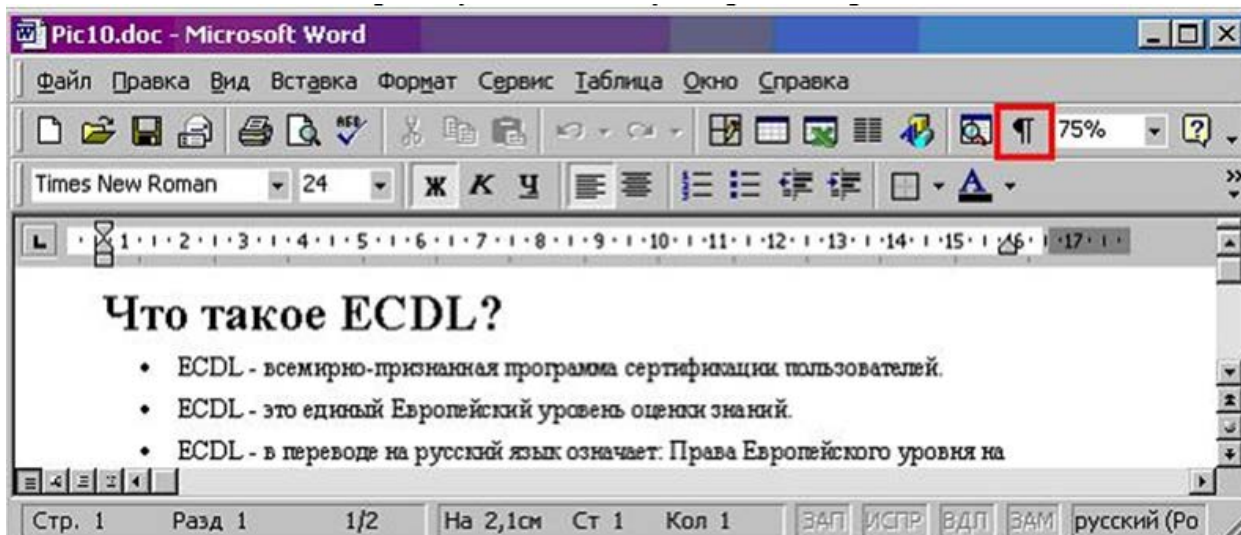 Pic10.doc - Microsoft Word
Файл Правка Вид Вставка Формат Сервис Таблица Окно Справка
¶ 75%
Times New Roman 24 Ж К Ч
1 2 3 4 5 6 7 8 9 10 11 12 13 14 15 16 17
Что такое ECDL?
• ECDL - всемирно-признанная программа сертификации пользователей.
• ECDL - это единый Европейский уровень оценки знаний.
• ECDL - в переводе на русский язык означает: Права Европейского уровня на
Стр. 1 Разд 1 1/2 На 2,1см Ст 1 Кол 1 ЗАП ИСПР ВДЛ ЗАМ русский (Ро